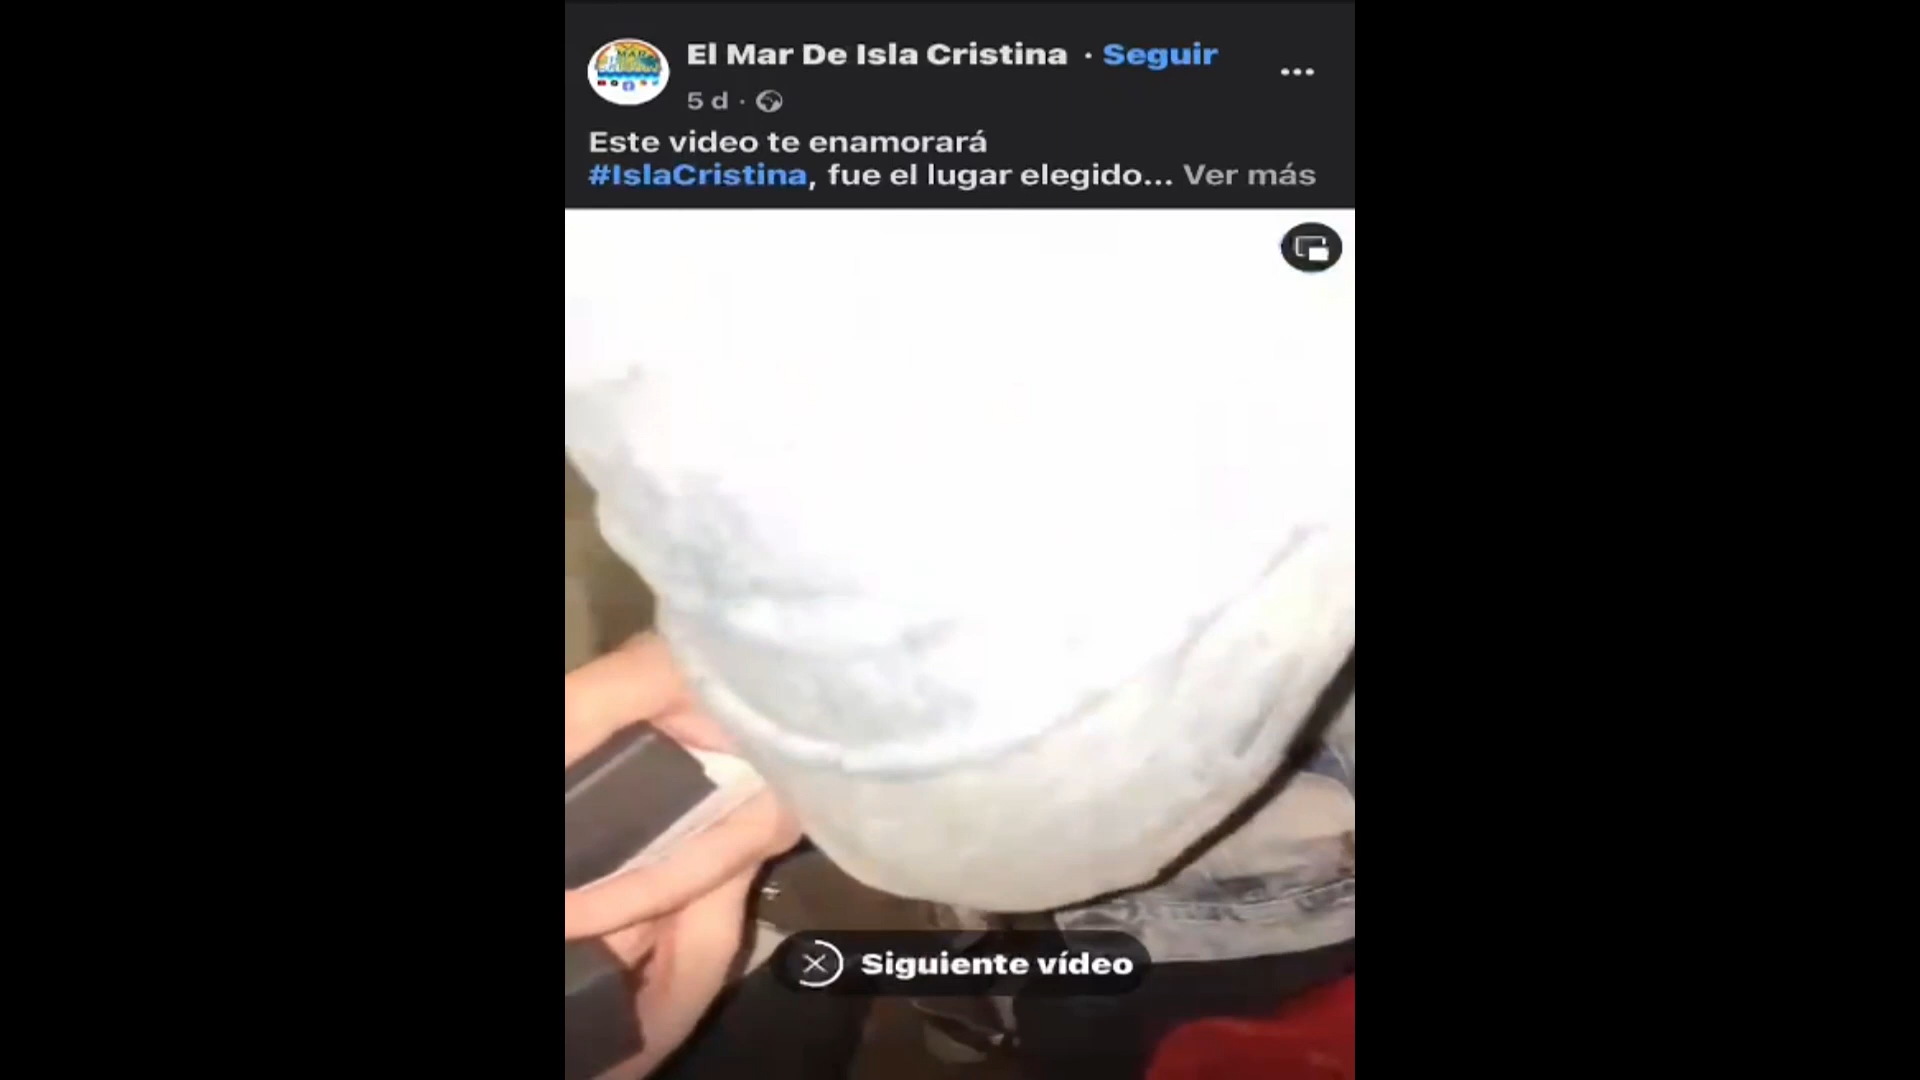 El Mar De Isla Cristina · Seguir
5 d ·
Este video te enamorará
#IslaCristina, fue el lugar elegido... Ver más
MAR
Siguiente vídeo